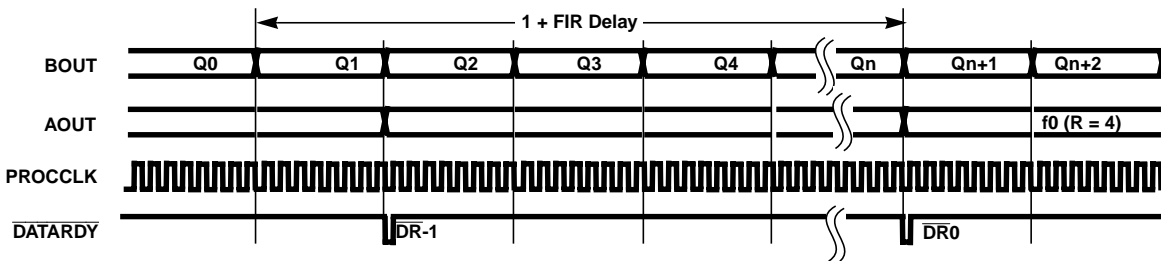 1 + FIR Delay
BOUT Q0 Q1 Q2 Q3 Q4 Qn Qn+1 Qn+2
AOUT f0 (R = 4)
PROCCLK
DATARDY DR-1 DR0